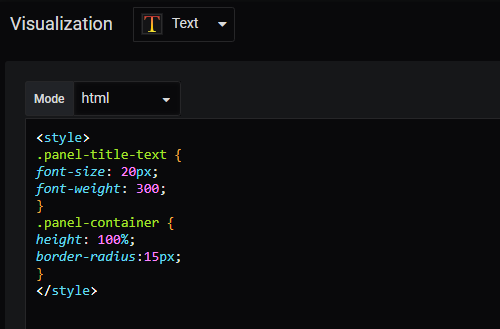 Visualization T Text
Mode html
<style>
.panel-title-text {
font-size: 20px;
font-weight: 300;
}
.panel-container {
height: 100%;
border-radius:15px;
}
</style>